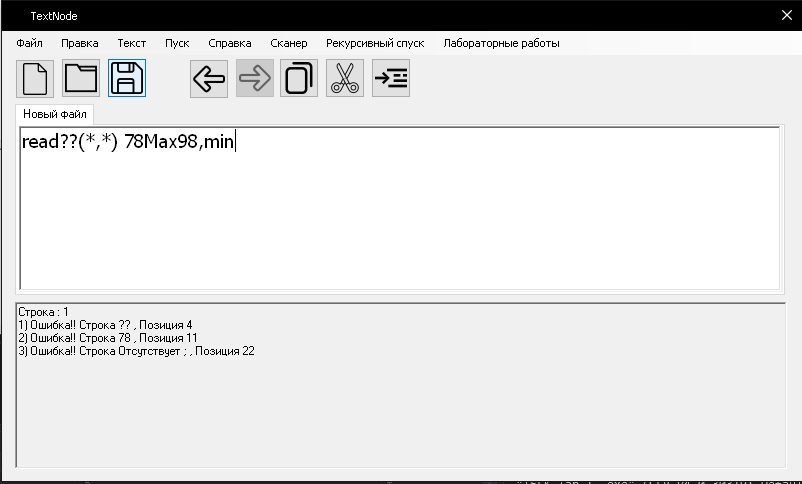 TextNode
Файл Правка Текст Пуск Справка Сканер Рекурсивный спуск Лабораторные работы
Новый файл
read??(*,*) 78Max98,min
Строка : 1
1) Ошибка!! Строка ?? , Позиция 4
2) Ошибка!! Строка 78 , Позиция 11
3) Ошибка!! Строка Отсутствует ; , Позиция 22